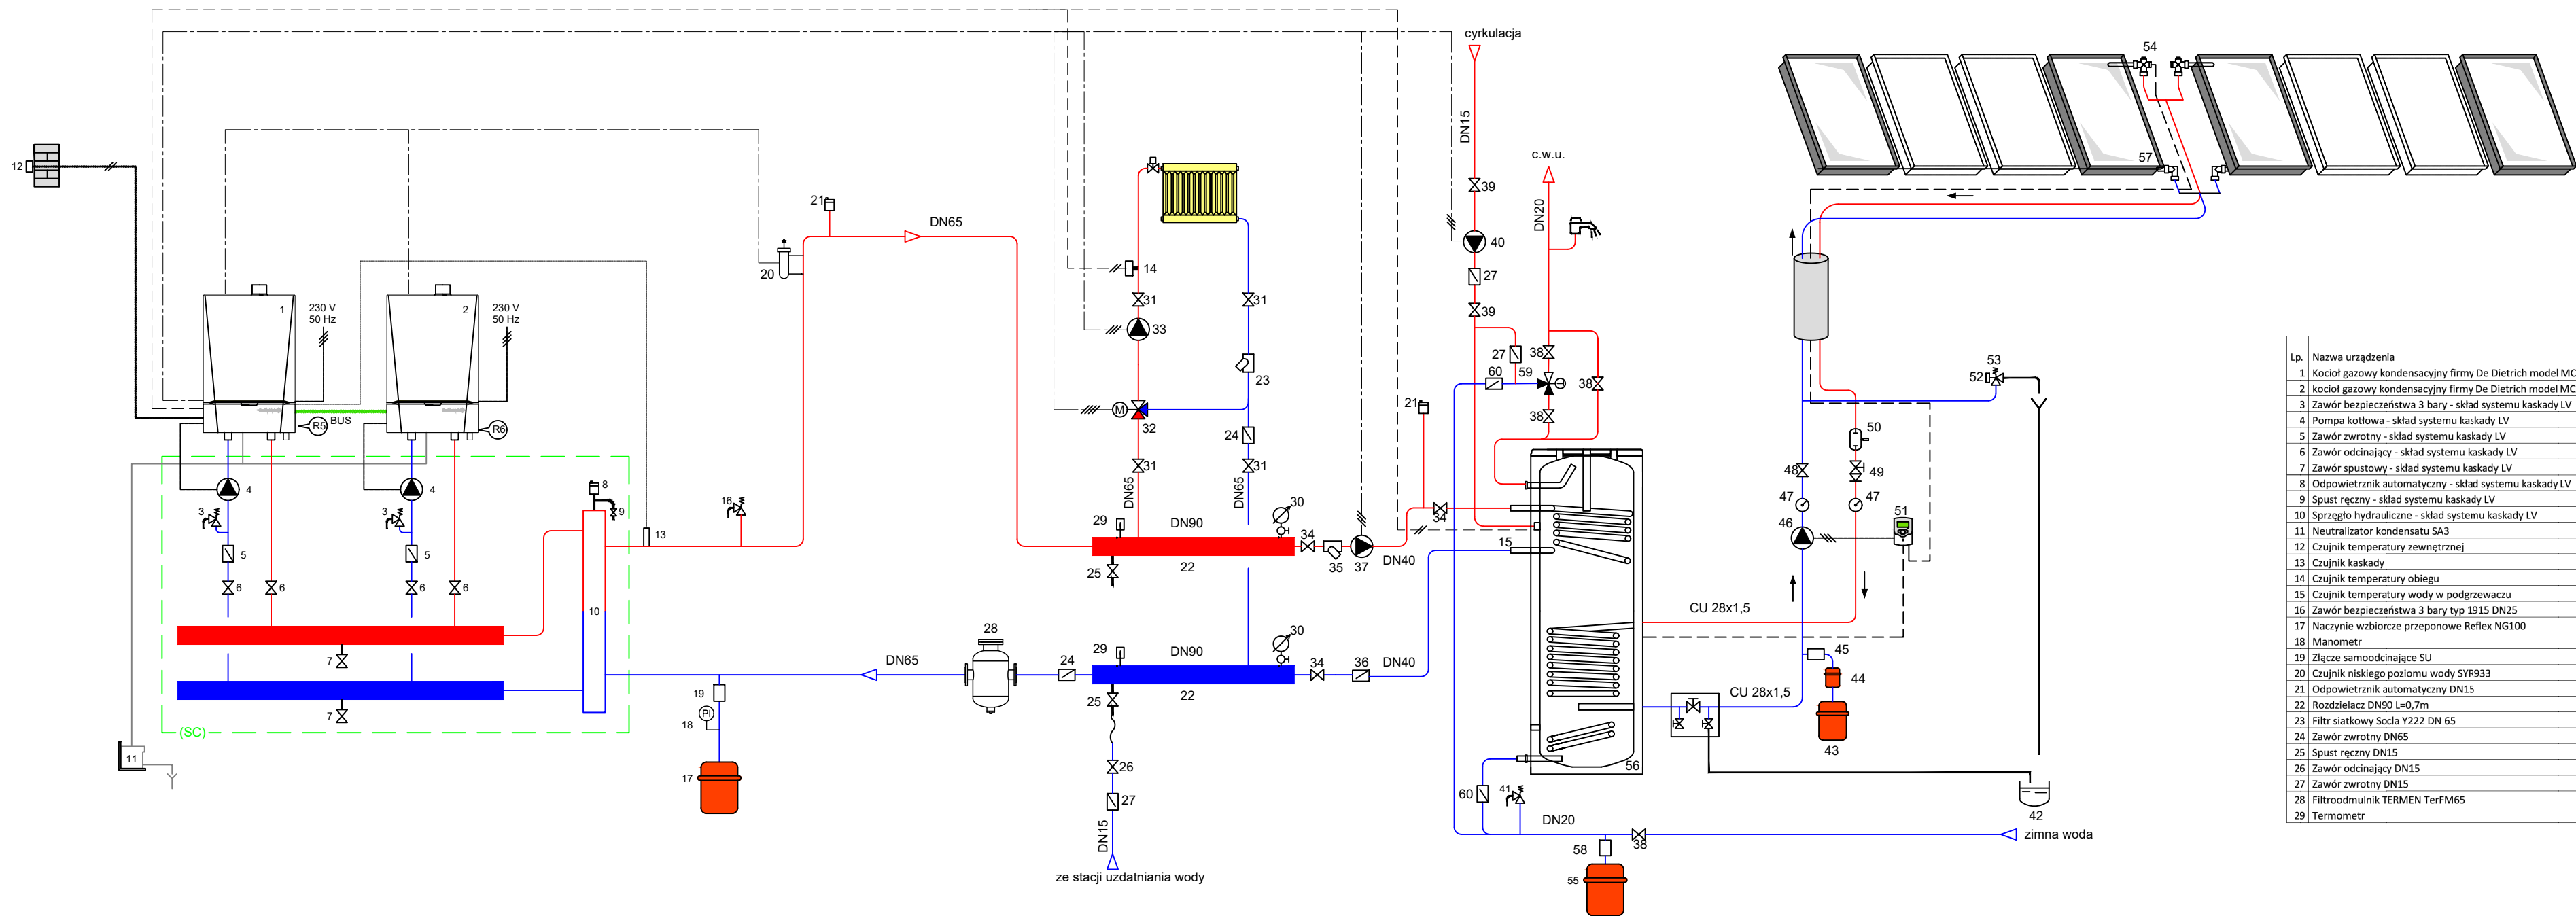 cyrkulacja
54
DN15
c.w.u.
12
57
39
21
DN65
DN20
40
20
14
27
31
31
39
1
230 V
50 Hz
2
230 V
50 Hz
33
53
52
27
38
59
60
38
23
21
M
32
38
R5
BUS
R6
24
50
31
31
48
49
4
4
8
16
DN65
DN65
30
47
47
51
3
3
9
29
DN90
34
46
5
5
13
34
15
25
22
35
37
DN40
6
6
6
6
10
CU 28x1,5
28
30
7
29
DN90
45
DN65
24
34
36
DN40
44
19
22
CU 28x1,5
25
7
PI
18
(SC)
43
11
26
56
17
60
41
27
42
DN20
DN15
38
zimna woda
58
ze stacji uzdatniania wody
55
Lp. Nazwa urządzenia
1 Kocioł gazowy kondensacyjny firmy De Dietrich model MC
2 kocioł gazowy kondensacyjny firmy De Dietrich model MC
3 Zawór bezpieczeństwa 3 bary - skład systemu kaskady LV
4 Pompa kotłowa - skład systemu kaskady LV
5 Zawór zwrotny - skład systemu kaskady LV
6 Zawór odcinający - skład systemu kaskady LV
7 Zawór spustowy - skład systemu kaskady LV
8 Odpowietrznik automatyczny - skład systemu kaskady LV
9 Spust ręczny - skład systemu kaskady LV
10 Sprzęgło hydrauliczne - skład systemu kaskady LV
11 Neutralizator kondensatu SA3
12 Czujnik temperatury zewnętrznej
13 Czujnik kaskady
14 Czujnik temperatury obiegu
15 Czujnik temperatury wody w podgrzewaczu
16 Zawór bezpieczeństwa 3 bary typ 1915 DN25
17 Naczynie wzbiorcze przeponowe Reflex NG100
18 Manometr
19 Złącze samoodcinające SU
20 Czujnik niskiego poziomu wody SYR933
21 Odpowietrznik automatyczny DN15
22 Rozdzielacz DN90 L=0,7m
23 Filtr siatkowy Socla Y222 DN 65
24 Zawór zwrotny DN65
25 Spust ręczny DN15
26 Zawór odcinający DN15
27 Zawór zwrotny DN15
28 Filtroodmulnik TERMEN TerFM65
29 Termometr